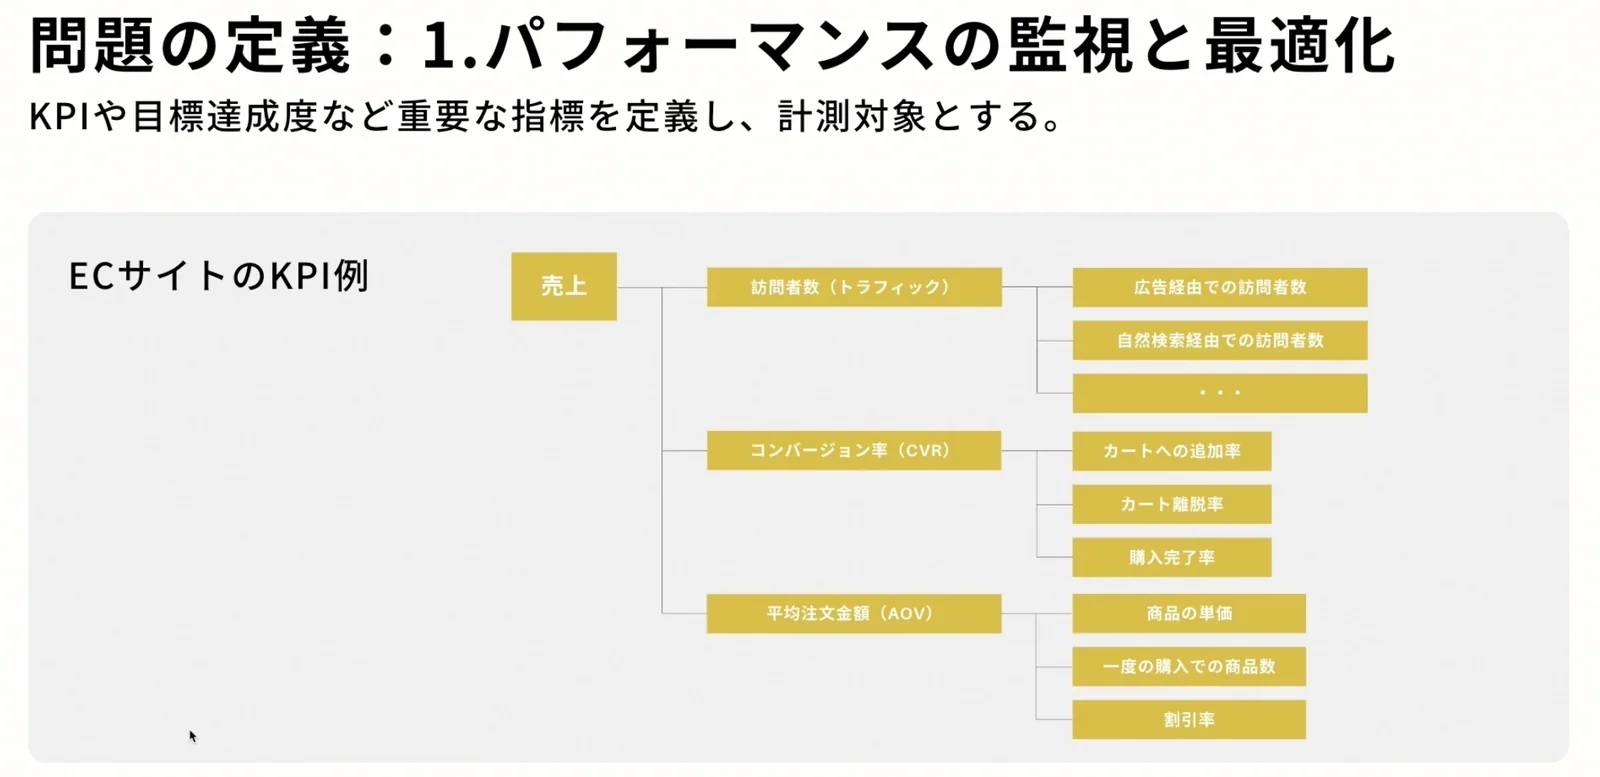 問題の定義：1.パフォーマンスの監視と最適化
KPIや目標達成度など重要な指標を定義し、計測対象とする。
ECサイトのKPI例
売上
訪問者数（トラフィック）
広告経由での訪問者数
自然検索経由での訪問者数
・・・
コンバージョン率（CVR）
カートへの追加率
カート離脱率
購入完了率
平均注文金額（AOV）
商品の単価
一度の購入での商品数
割引率